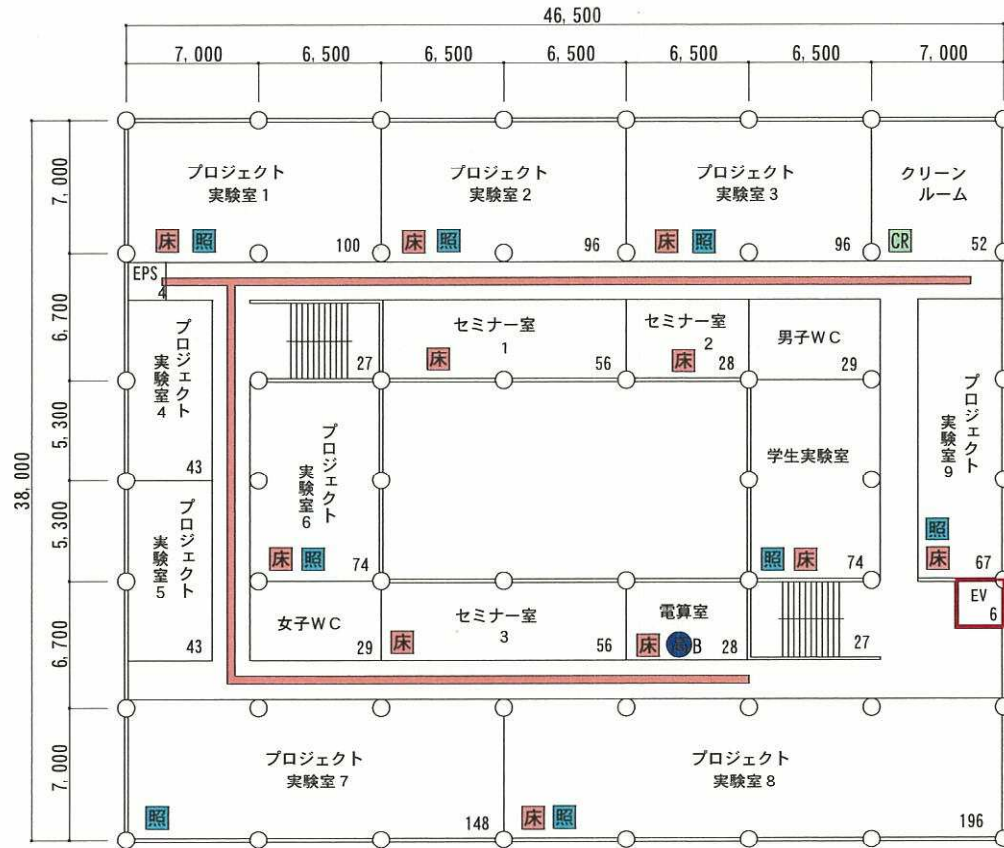 46,500
7,000
6,500
6,500
6,500
6,500
6,500
7,000
38,000
7,000
6,700
5,300
5,300
6,700
7,000
プロジェクト
実験室1
床 照
100
プロジェクト
実験室2
床 照
96
プロジェクト
実験室3
床 照
96
クリーン
ルーム
CR
52
EPS
4
プロジェクト
実験室4
43
27
セミナー室
1
床
56
セミナー室
2
床
28
男子WC
29
プロジェクト
実験室9
照
床
67
プロジェクト
実験室5
43
プロジェクト
実験室6
床 照
74
学生実験室
照 床
74
EV
6
女子WC
29
セミナー室
3
床
56
電算室
床
B
28
27
プロジェクト
実験室7
照
148
プロジェクト
実験室8
床 照
196